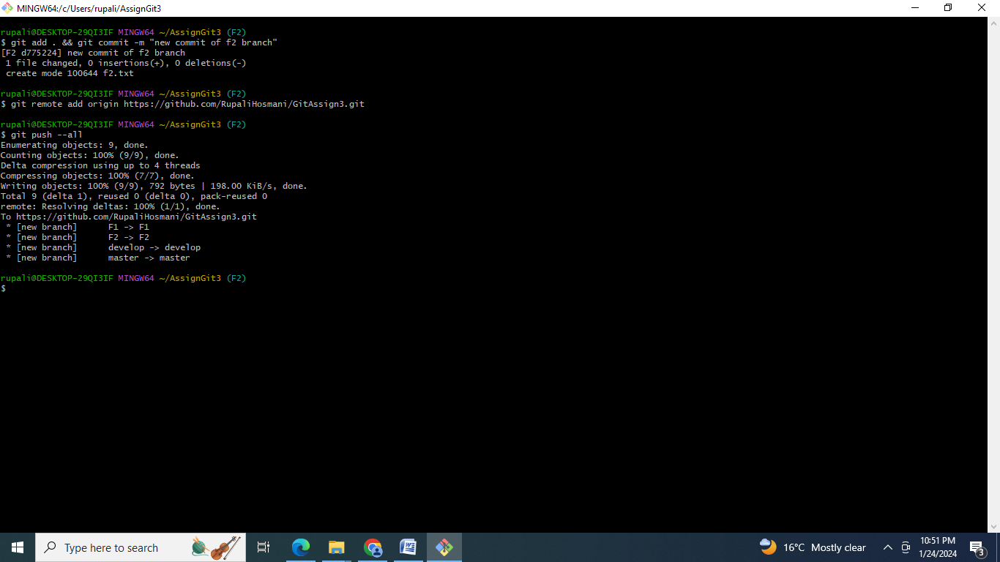 MINGW64:/c/Users/rupali/AssignGit3
rupali@DESKTOP-29QI3IF MINGW64 ~/AssignGit3 (F2)
$ git add . && git commit -m "new commit of f2 branch"
[F2 d775224] new commit of f2 branch
 1 file changed, 0 insertions(+), 0 deletions(-)
 create mode 100644 f2.txt
rupali@DESKTOP-29QI3IF MINGW64 ~/AssignGit3 (F2)
$ git remote add origin https://github.com/RupaliHosmani/GitAssign3.git
rupali@DESKTOP-29QI3IF MINGW64 ~/AssignGit3 (F2)
$ git push --all
Enumerating objects: 9, done.
Counting objects: 100% (9/9), done.
Delta compression using up to 4 threads
Compressing objects: 100% (7/7), done.
Writing objects: 100% (9/9), 792 bytes | 198.00 KiB/s, done.
Total 9 (delta 1), reused 0 (delta 0), pack-reused 0
remote: Resolving deltas: 100% (1/1), done.
To https://github.com/RupaliHosmani/GitAssign3.git
 * [new branch]      F1 -> F1
 * [new branch]      F2 -> F2
 * [new branch]      develop -> develop
 * [new branch]      master -> master
rupali@DESKTOP-29QI3IF MINGW64 ~/AssignGit3 (F2)
$
Type here to search
16°C Mostly clear
10:51 PM
1/24/2024
3